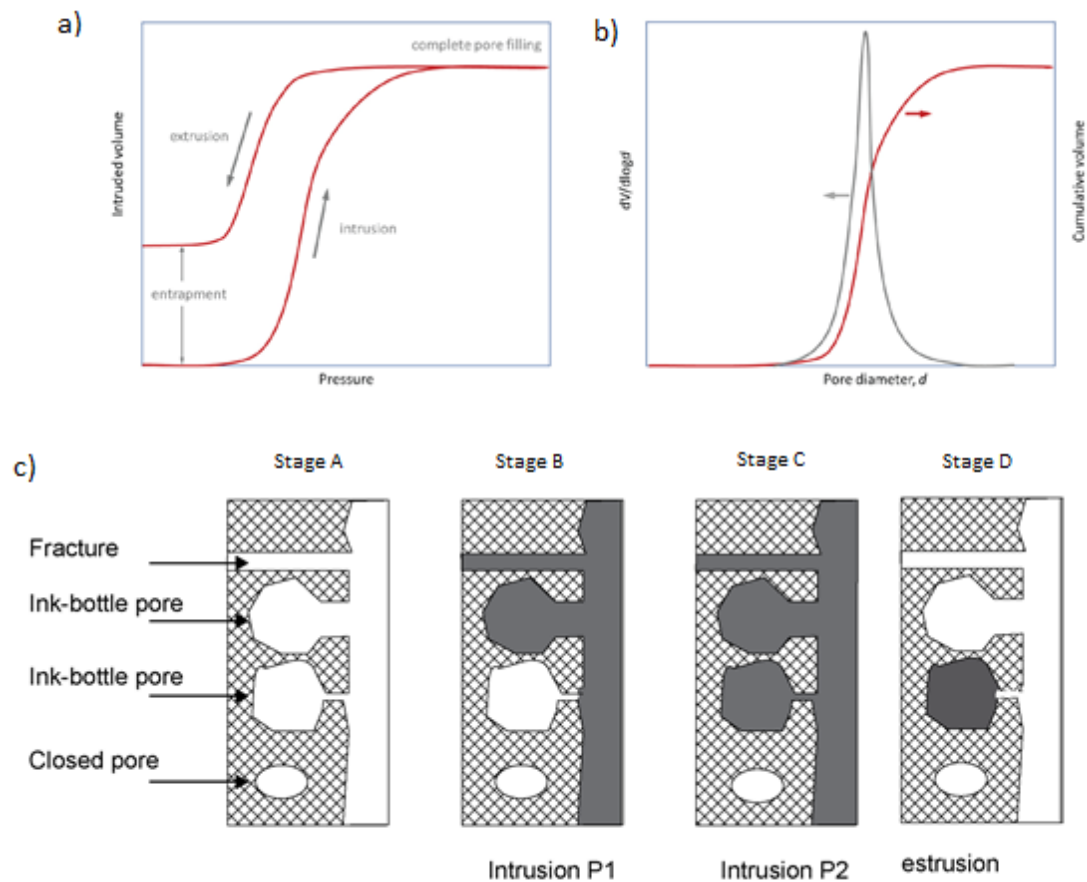 a)
complete pore filling
extrusion
intrusion
entrapment
Intruded volume
Pressure
b)
dV/dlogd
Cumulative volume
Pore diameter, d
c)
Stage A
Stage B
Stage C
Stage D
Fracture
Ink-bottle pore
Ink-bottle pore
Closed pore
Intrusion P1
Intrusion P2
estrusion